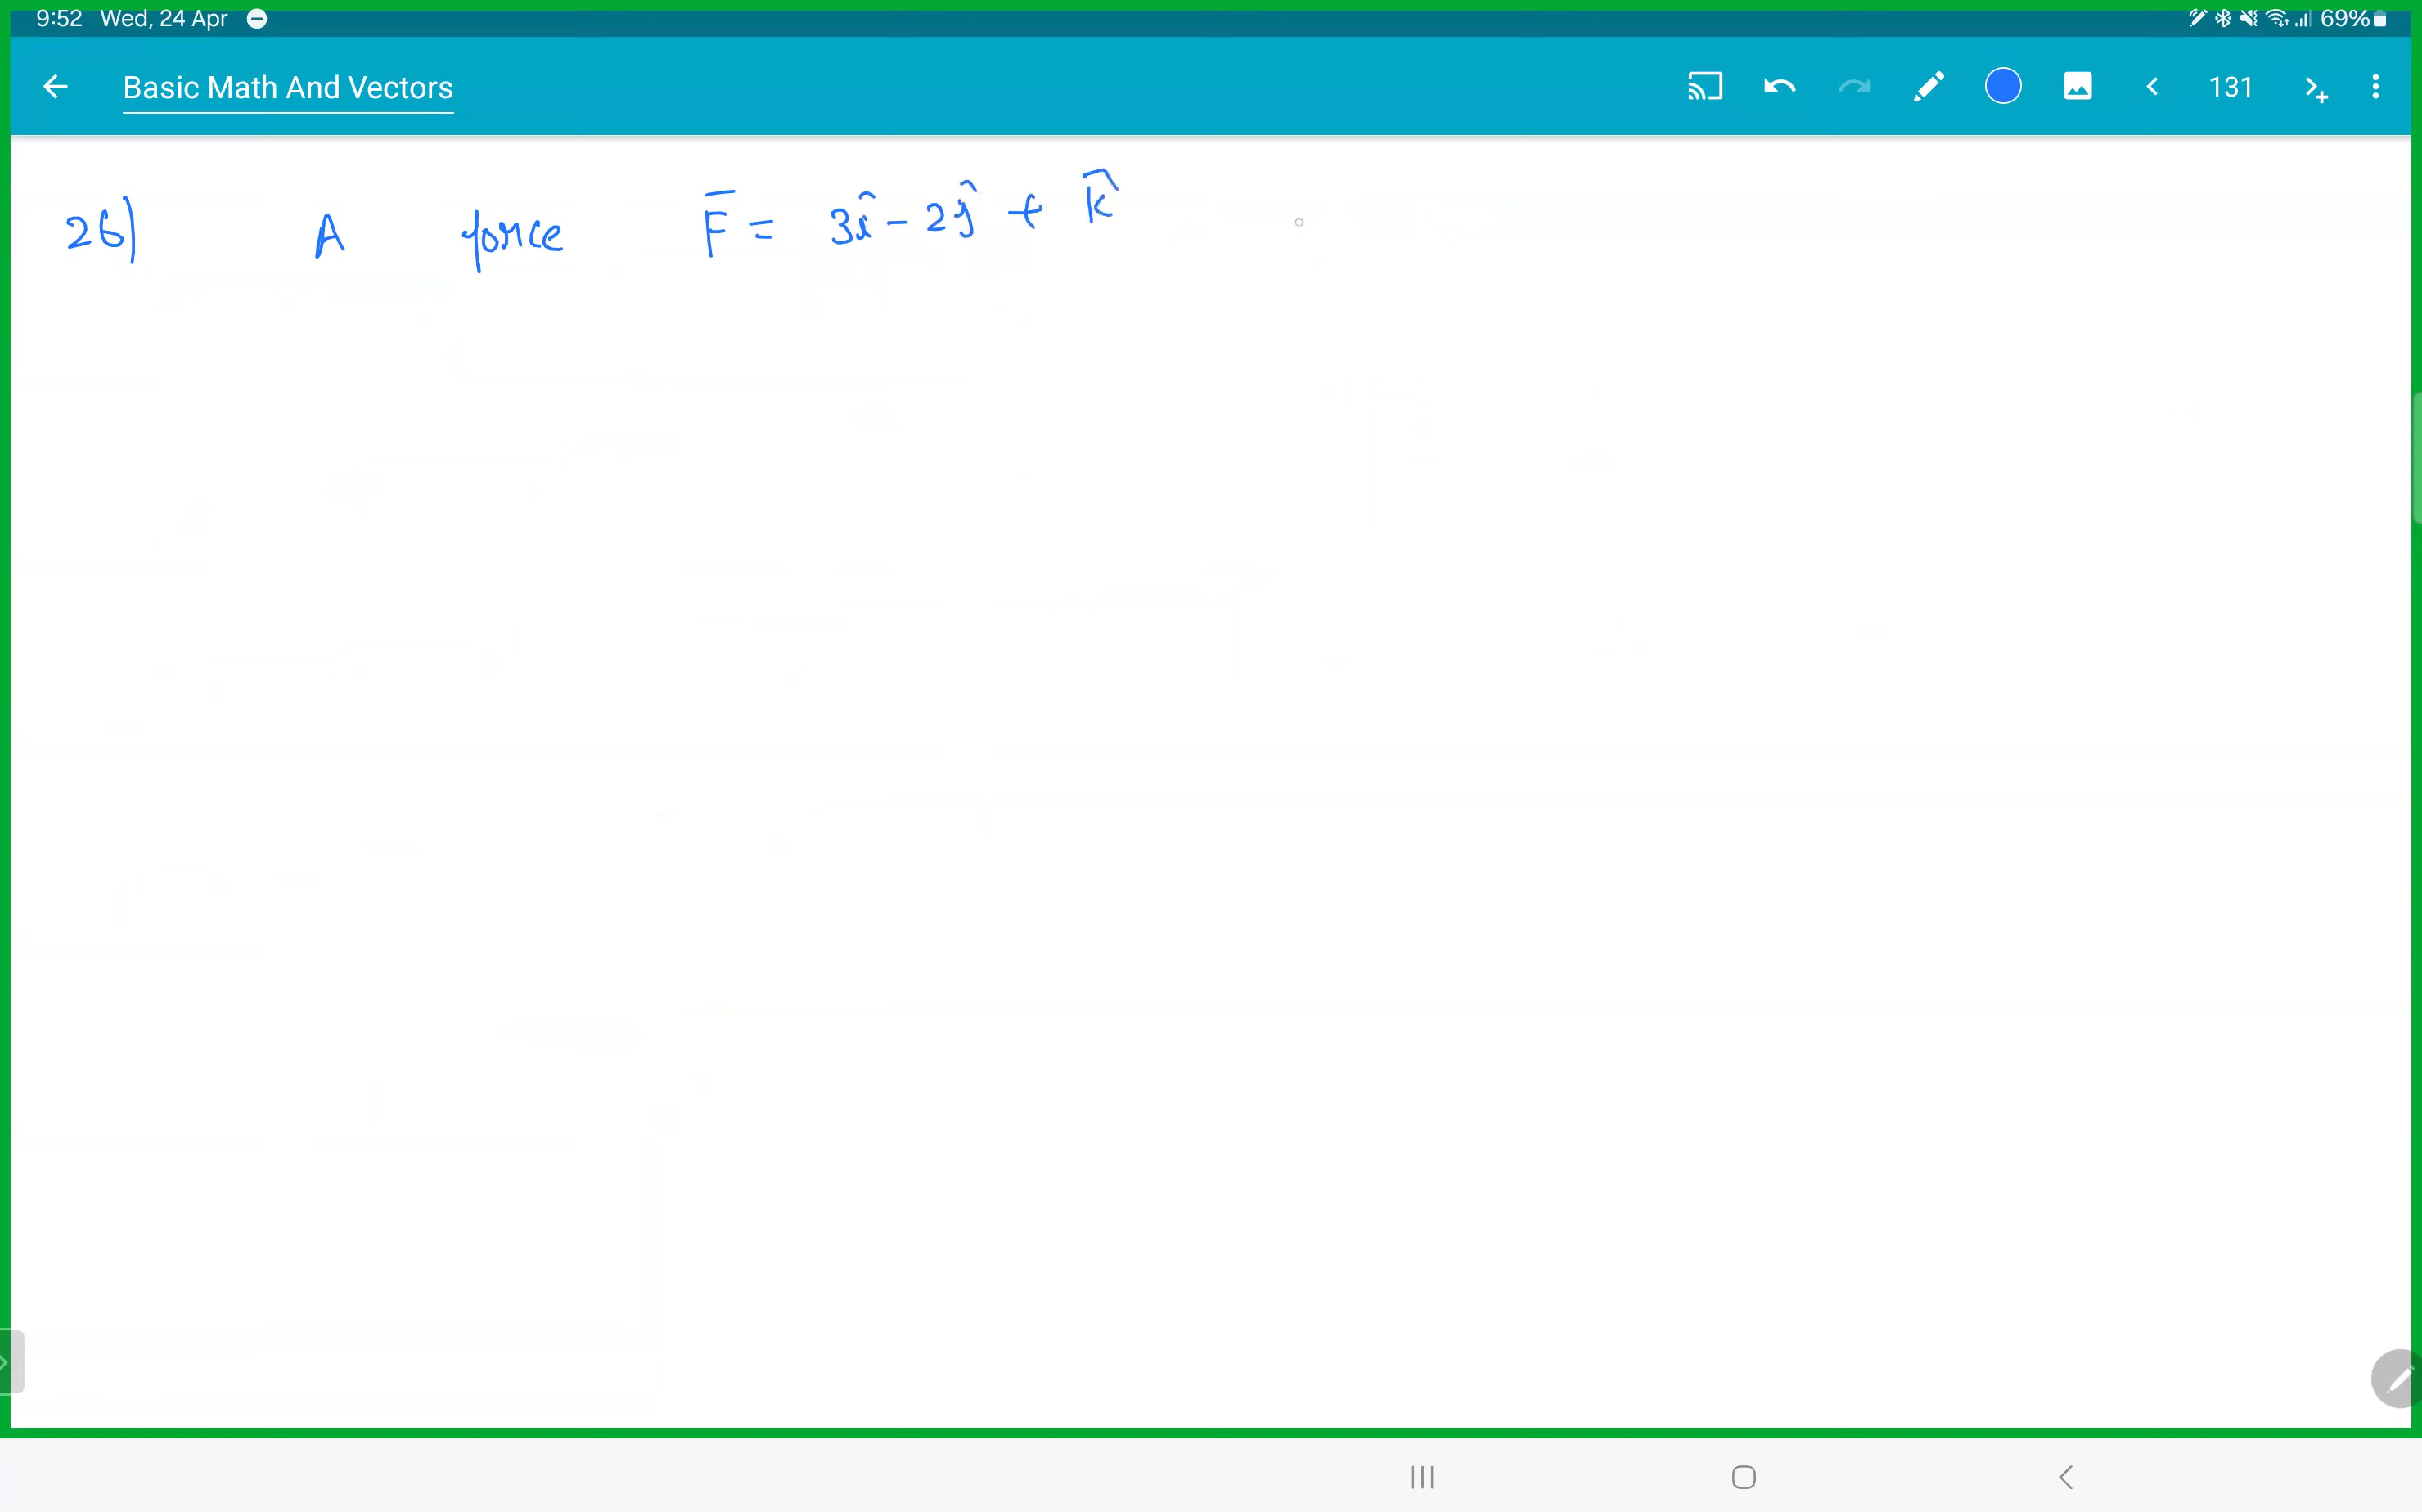 9:52 Wed, 24 Apr 69%
Basic Math And Vectors 131
26) A force F̅ = 3î - 2ĵ + k̂